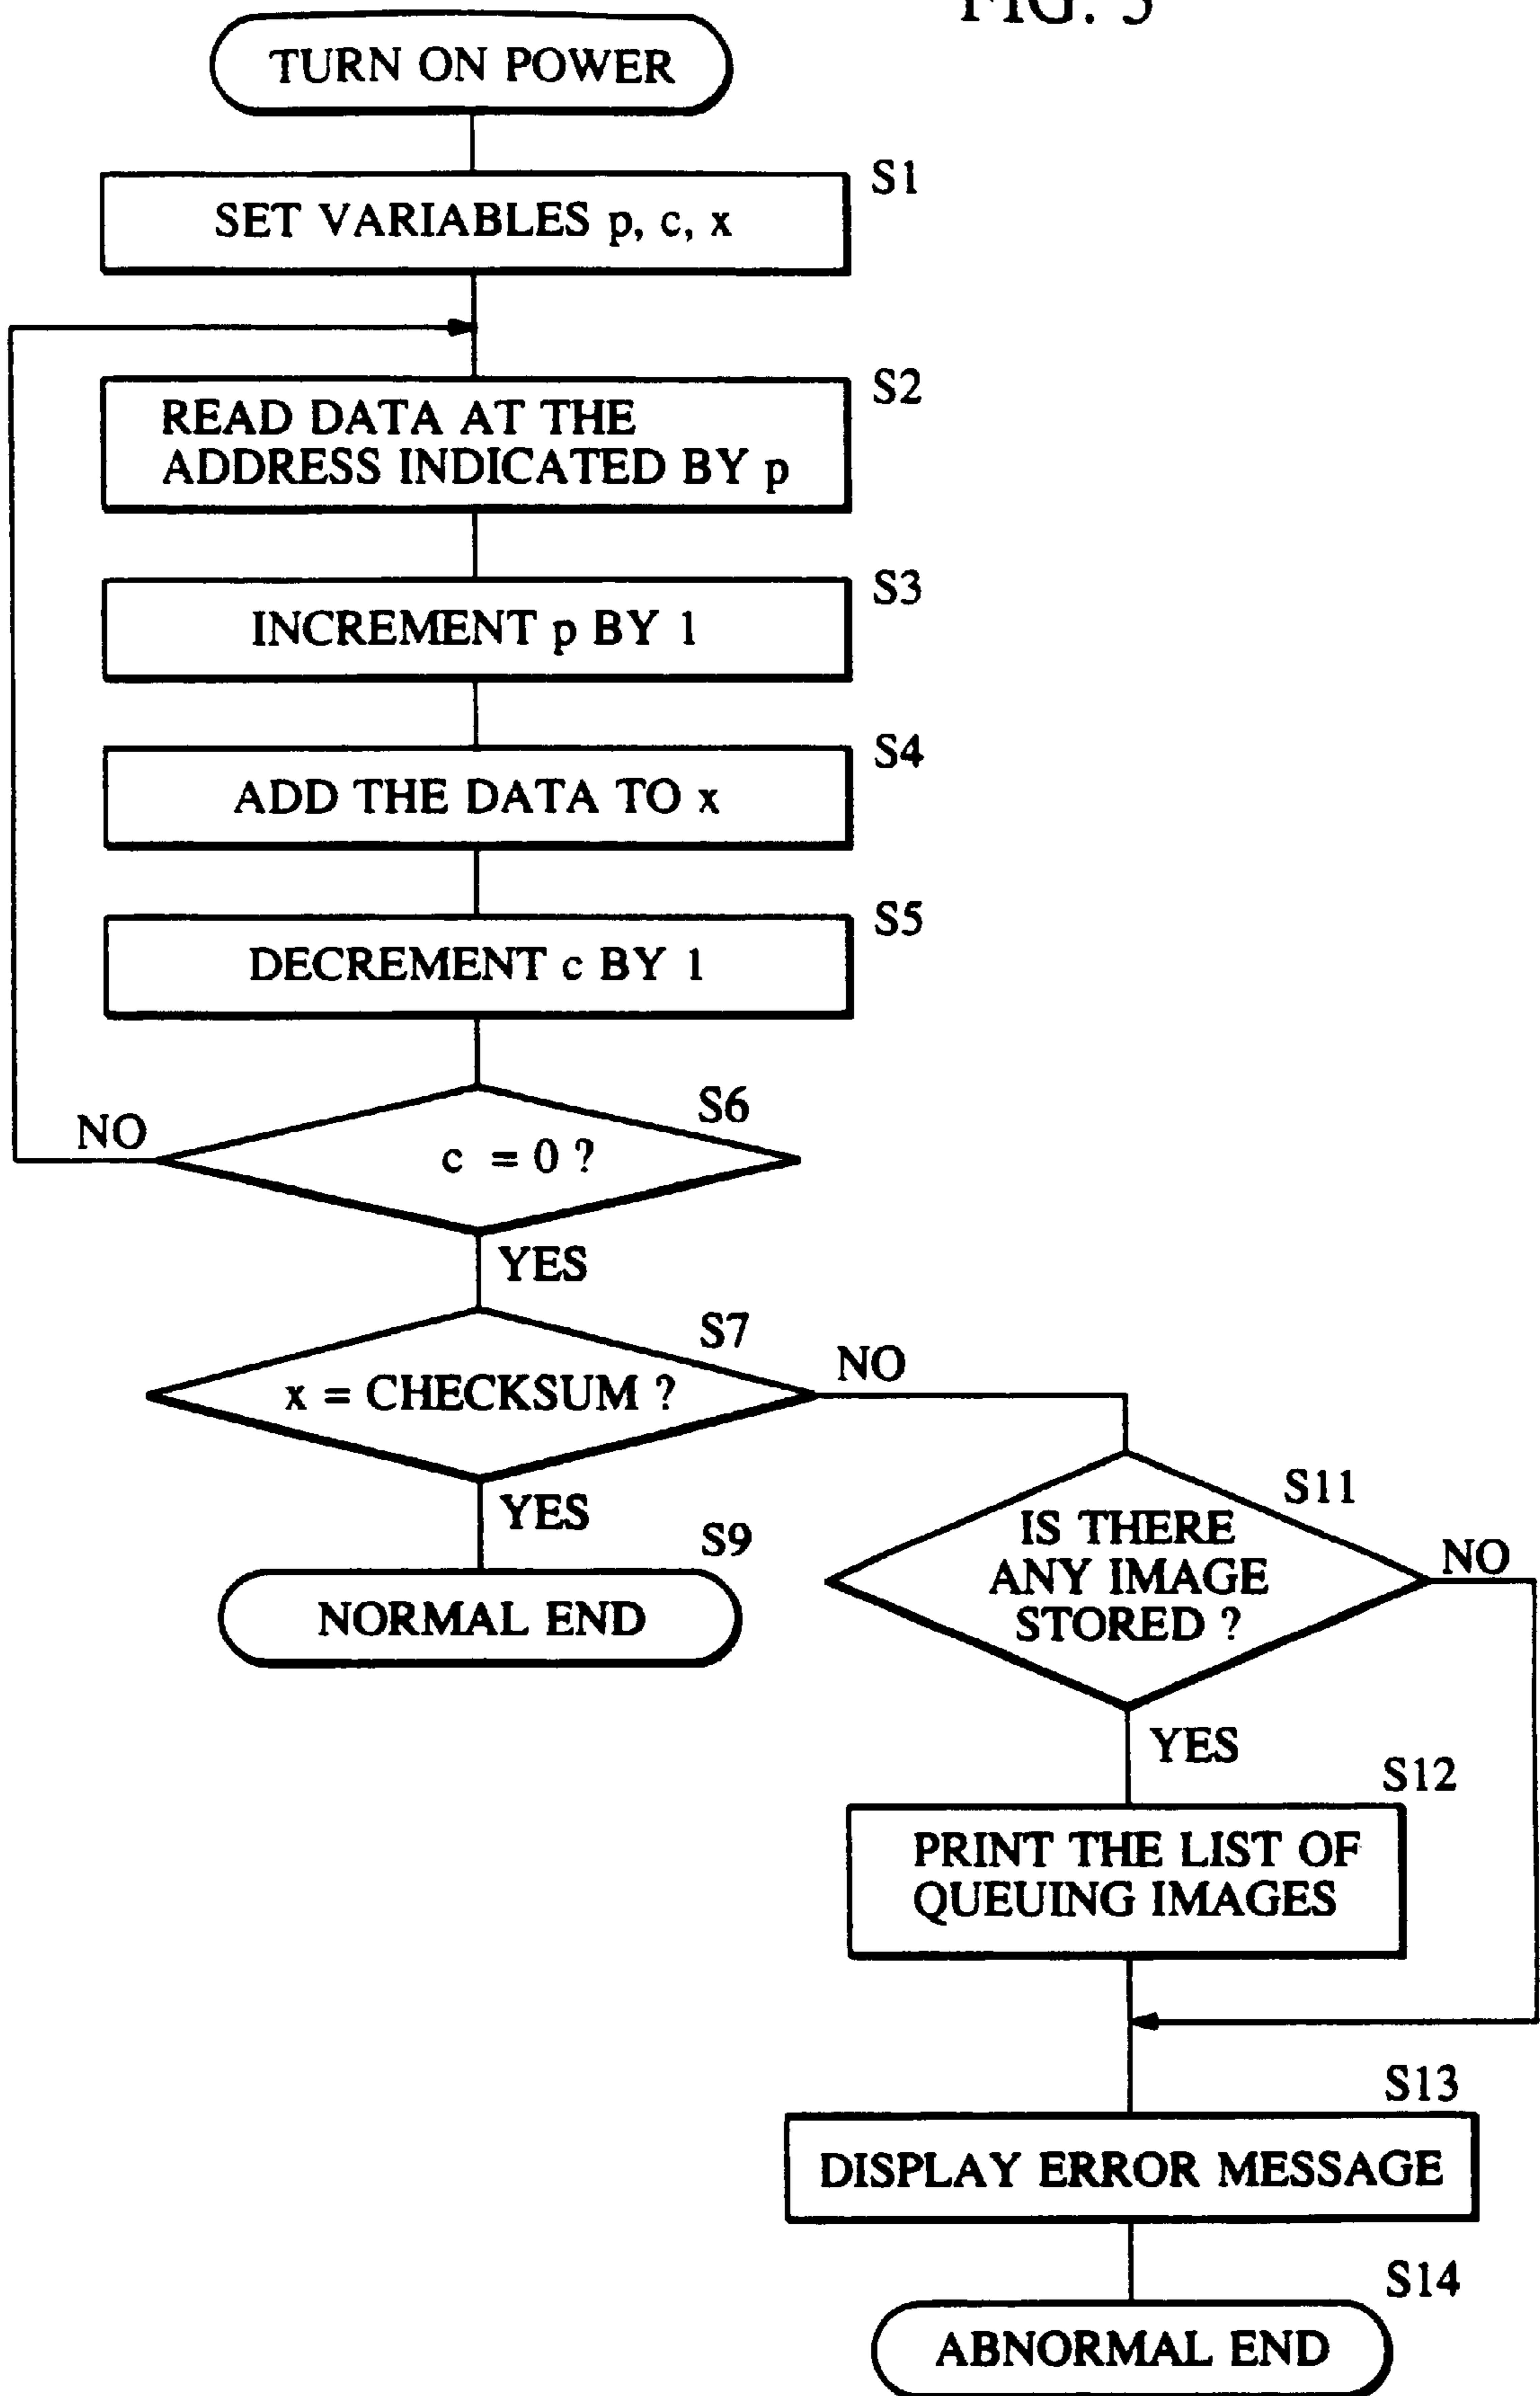 FIG. 5
TURN ON POWER
S1
SET VARIABLES p, c, x
S2
READ DATA AT THE
ADDRESS INDICATED BY p
S3
INCREMENT p BY 1
S4
ADD THE DATA TO x
S5
DECREMENT c BY 1
S6
NO
c = 0 ?
YES
S7
NO
x = CHECKSUM ?
YES
S9
NORMAL END
S11
IS THERE
ANY IMAGE
STORED ?
NO
YES
S12
PRINT THE LIST OF
QUEUING IMAGES
S13
DISPLAY ERROR MESSAGE
S14
ABNORMAL END